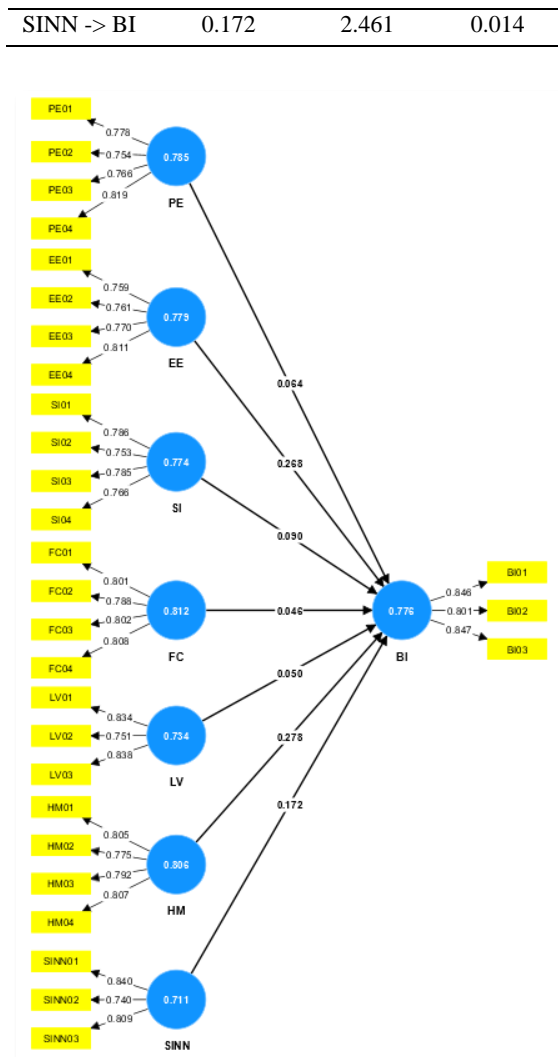 SINN -> BI 0.172 2.461 0.014
PE01
PE02
PE03
PE04
0.778
0.754
0.766
0.819
0.785
PE
EE01
EE02
EE03
EE04
0.759
0.761
0.770
0.811
0.779
EE
SI01
SI02
SI03
SI04
0.786
0.753
0.785
0.766
0.774
SI
FC01
FC02
FC03
FC04
0.801
0.788
0.802
0.808
0.812
FC
LV01
LV02
LV03
0.834
0.751
0.838
0.734
LV
HM01
HM02
HM03
HM04
0.805
0.775
0.792
0.807
0.806
HM
SINN01
SINN02
SINN03
0.840
0.740
0.809
0.711
SINN
0.064
0.268
0.090
0.046
0.050
0.278
0.172
0.776
BI
0.846
0.801
0.847
BI01
BI02
BI03